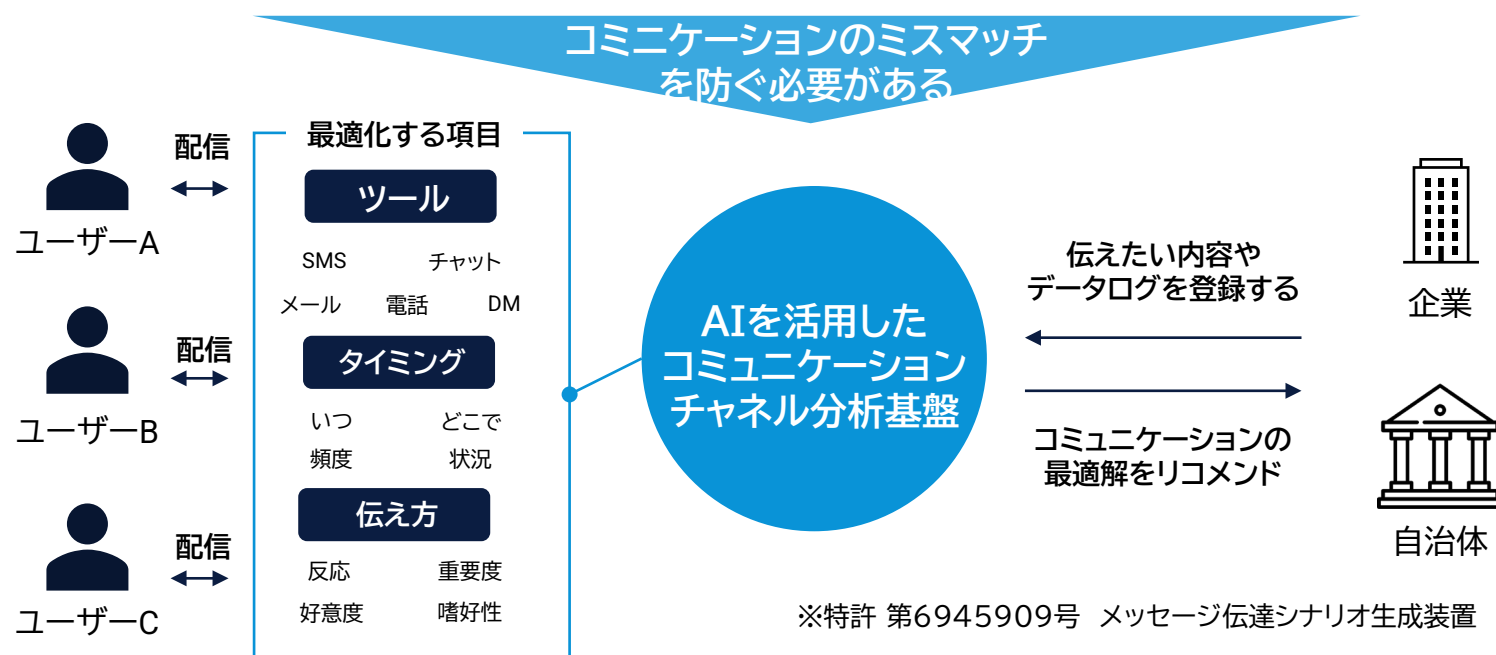 コミニケーションのミスマッチ
を防ぐ必要がある
配信
ユーザーA
配信
ユーザーB
配信
ユーザーC
最適化する項目
ツール
SMS チャット
メール 電話 DM
タイミング
いつ どこで
頻度 状況
伝え方
反応 重要度
好意度 嗜好性
AIを活用した
コミュニケーション
チャネル分析基盤
伝えたい内容や
データログを登録する
コミュニケーションの
最適解をリコメンド
企業
自治体
※特許 第6945909号 メッセージ伝達シナリオ生成装置